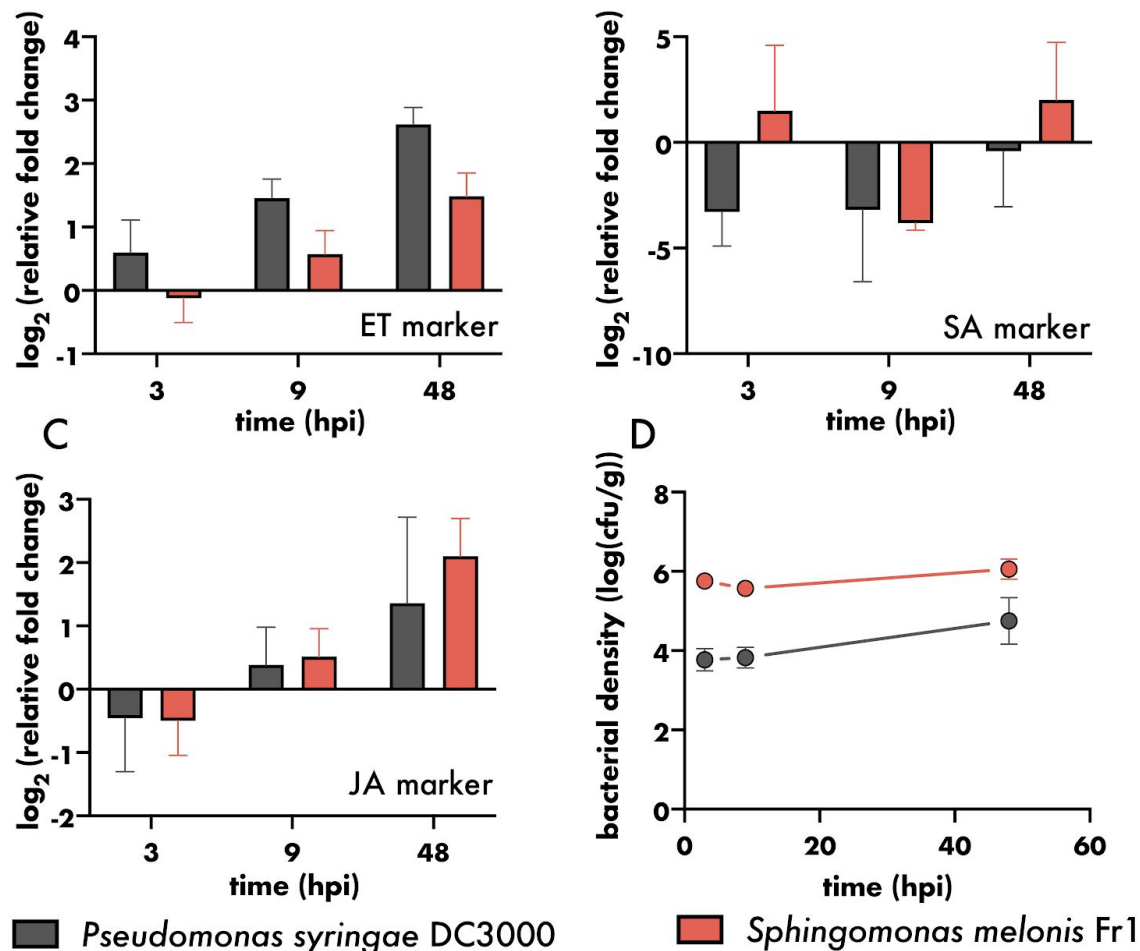 log2 (relative fold change)
4
3
2
1
0
-1
ET marker
3 9 48
time (hpi)
log2 (relative fold change)
5
0
-5
-10
SA marker
3 9 48
time (hpi)
C
log2 (relative fold change)
3
2
1
0
-1
-2
JA marker
3 9 48
time (hpi)
D
bacterial density (log(cfu/g))
8
6
4
2
0
0 20 40 60
time (hpi)
Pseudomonas syringae DC3000
Sphingomonas melonis Fr1